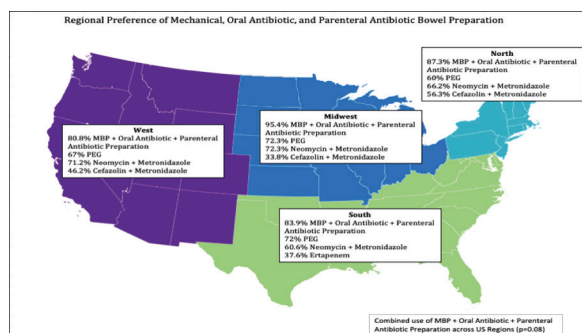 Regional Preference of Mechanical, Oral Antibiotic, and Parenteral Antibiotic Bowel Preparation
North
87.3% MBP + Oral Antibiotic + Parenteral
Antibiotic Preparation
60% PEG
66.2% Neomycin + Metronidazole
56.3% Cefazolin + Metronidazole
Midwest
95.4% MBP + Oral Antibiotic + Parenteral
Antibiotic Preparation
72.3% PEG
72.3% Neomycin + Metronidazole
33.8% Cefazolin + Metronidazole
West
80.8% MBP + Oral Antibiotic + Parenteral
Antibiotic Preparation
67% PEG
71.2% Neomycin + Metronidazole
46.2% Cefazolin + Metronidazole
South
83.9% MBP + Oral Antibiotic + Parenteral
Antibiotic Preparation
72% PEG
60.6% Neomycin + Metronidazole
37.6% Ertapenem
Combined use of MBP + Oral Antibiotic + Parenteral
Antibiotic Preparation across US Regions (p=0.08)